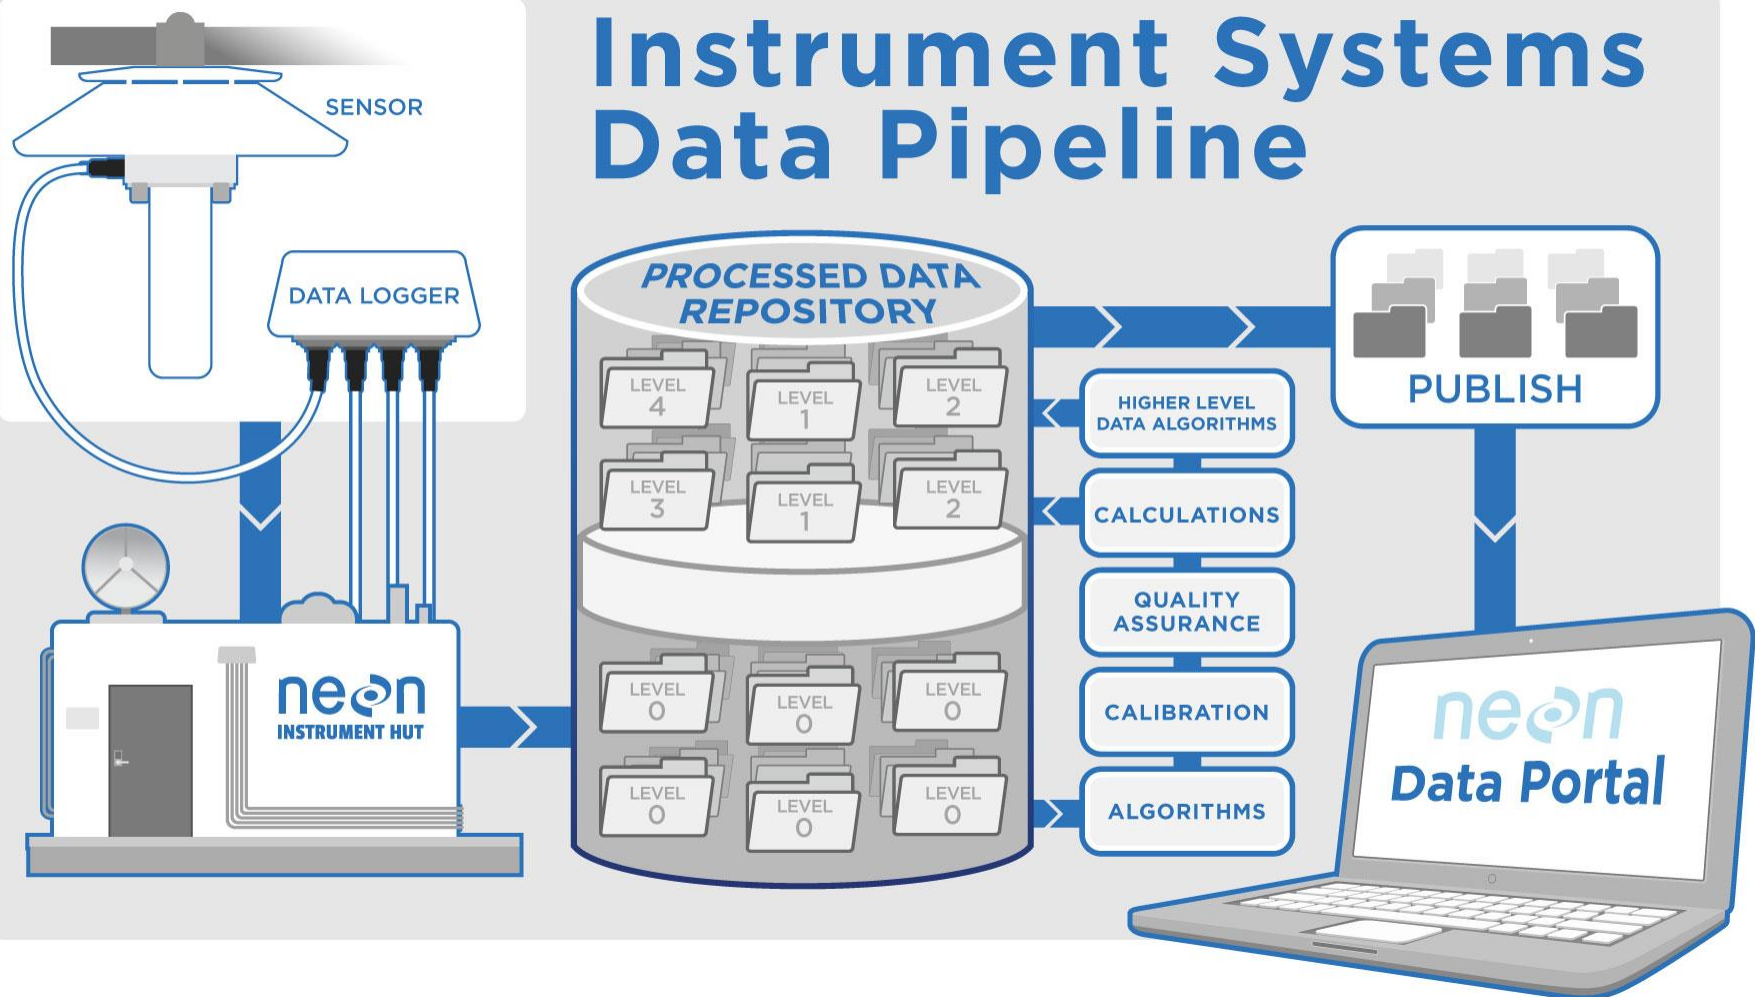 Instrument Systems
Data Pipeline
SENSOR
DATA LOGGER
neon
INSTRUMENT HUT
PROCESSED DATA
REPOSITORY
LEVEL
4
LEVEL
1
LEVEL
2
LEVEL
3
LEVEL
1
LEVEL
2
LEVEL
0
LEVEL
0
LEVEL
0
LEVEL
0
LEVEL
0
LEVEL
0
HIGHER LEVEL
DATA ALGORITHMS
CALCULATIONS
QUALITY
ASSURANCE
CALIBRATION
ALGORITHMS
PUBLISH
neon
Data Portal